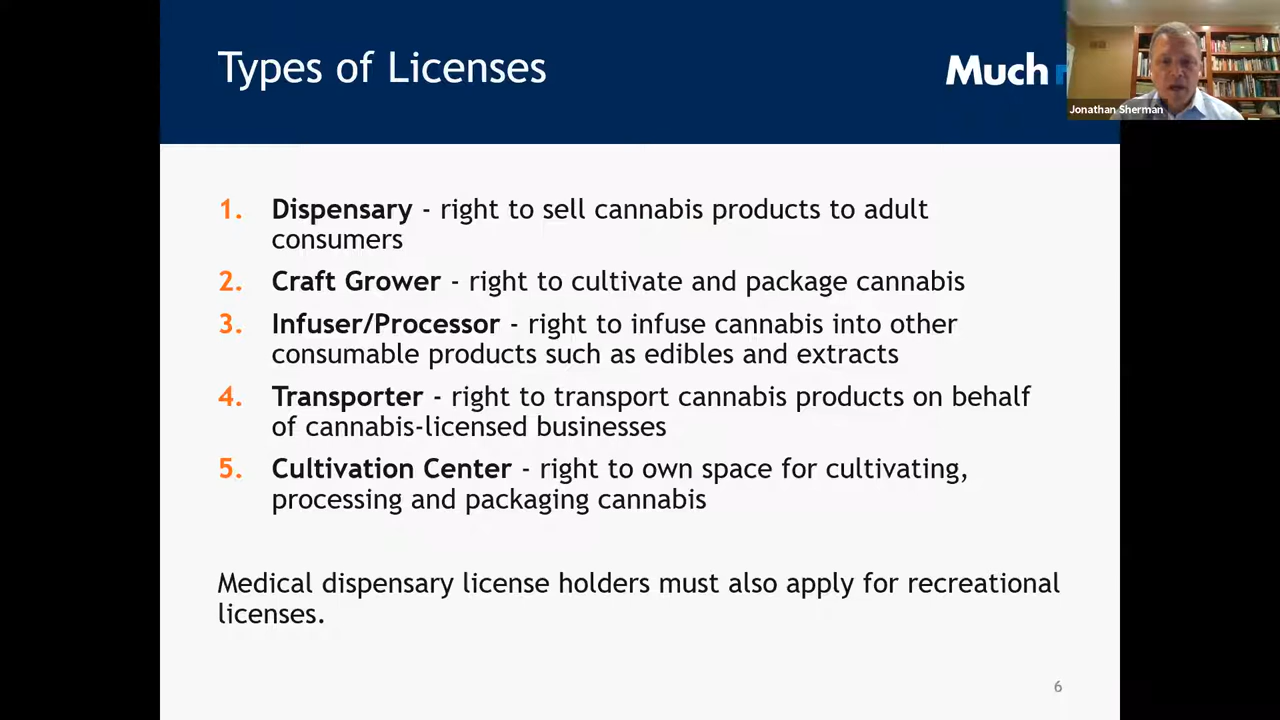 Types of Licenses
Much
Jonathan Sherman
1. Dispensary - right to sell cannabis products to adult
consumers
2. Craft Grower - right to cultivate and package cannabis
3. Infuser/Processor - right to infuse cannabis into other
consumable products such as edibles and extracts
4. Transporter - right to transport cannabis products on behalf
of cannabis-licensed businesses
5. Cultivation Center - right to own space for cultivating,
processing and packaging cannabis
Medical dispensary license holders must also apply for recreational
licenses.
6